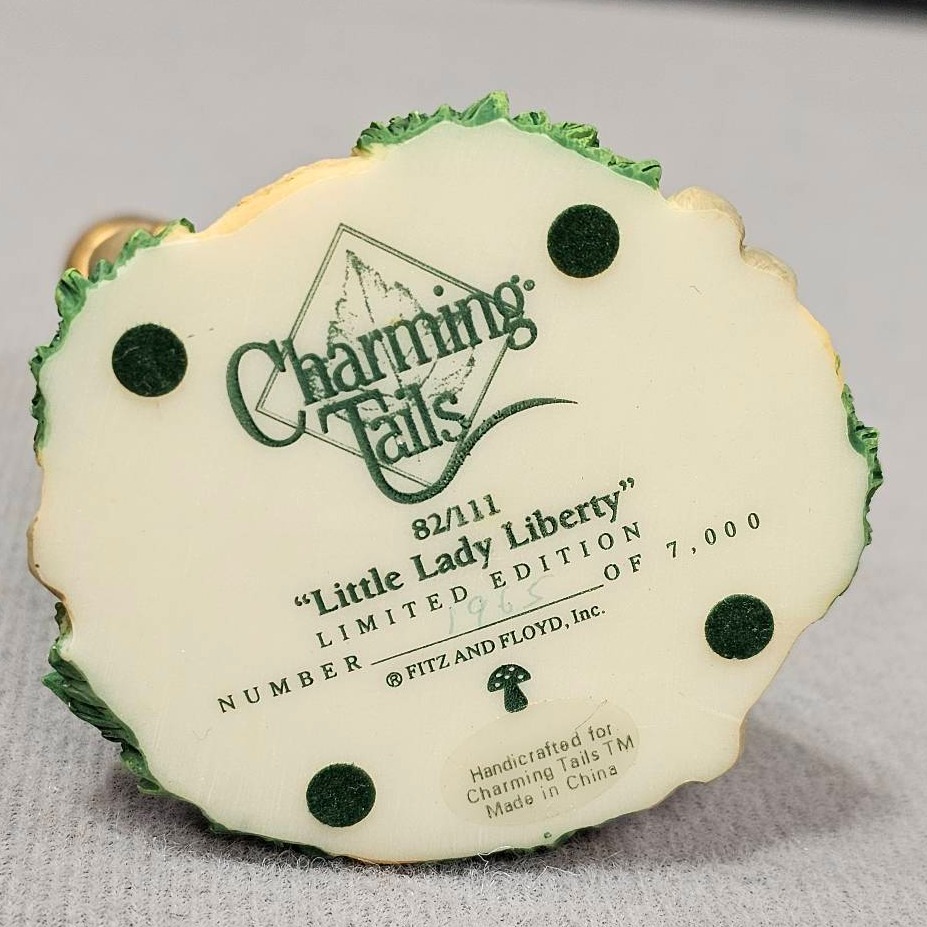 Charming
Tails
82/111
“Little Lady Liberty”
LIMITED EDITION
NUMBER 1965 OF 7,000
® FITZ AND FLOYD, Inc.
Handicrafted for
Charming Tails TM
Made in China